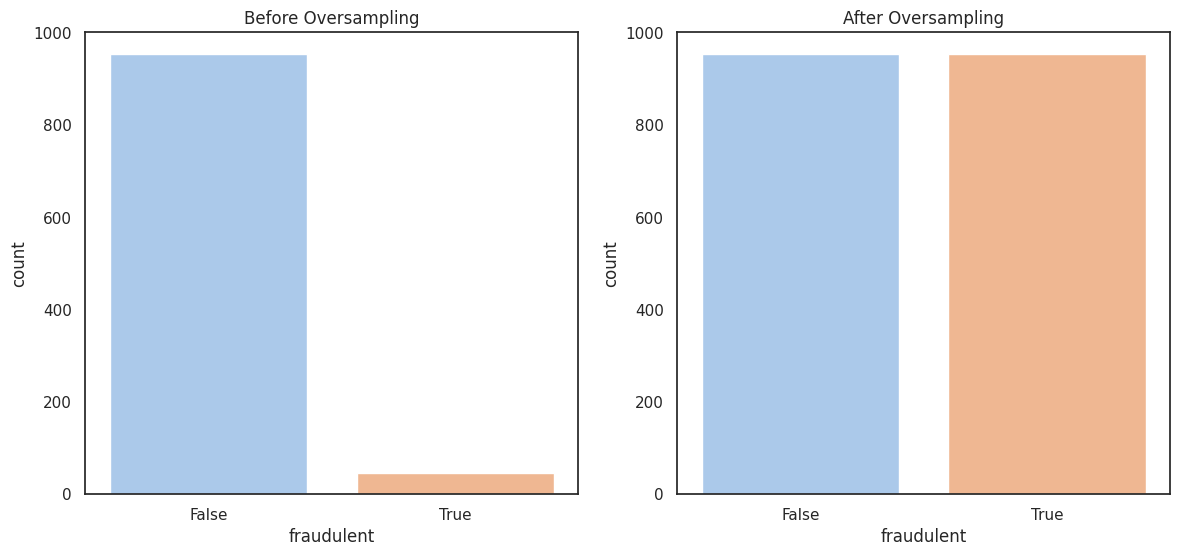 Before Oversampling
1000
800
600
400
200
0
count
False
True
fraudulent
After Oversampling
1000
800
600
400
200
0
count
False
True
fraudulent